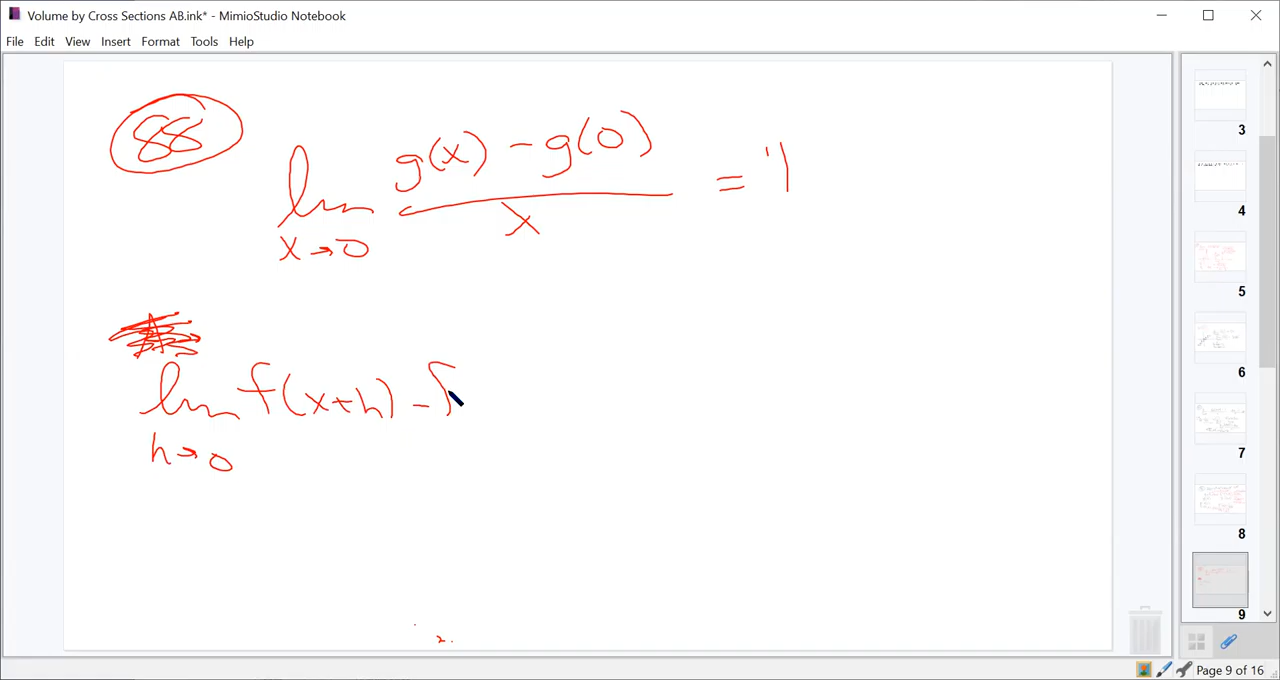 Volume by Cross Sections AB.ink* - MimioStudio Notebook
File Edit View Insert Format Tools Help
88
lim x→0 g(x) - g(0) / x = 1
lim h→0 f(x+h) - f
3
4
5
6
7
8
9
Page 9 of 16